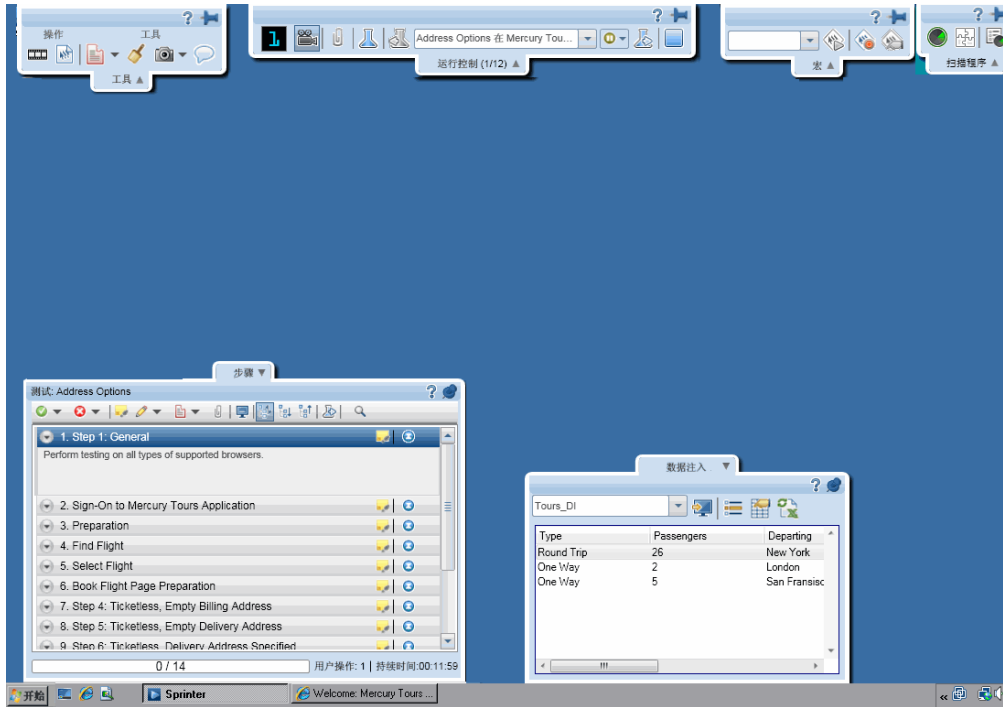 操作 工具
工具
Address Options 在 Mercury Tou...
运行控制 (1/12)
宏
扫描程序
步骤
测试: Address Options
1. Step 1: General
Perform testing on all types of supported browsers.
2. Sign-On to Mercury Tours Application
3. Preparation
4. Find Flight
5. Select Flight
6. Book Flight Page Preparation
7. Step 4: Ticketless, Empty Billing Address
8. Step 5: Ticketless, Empty Delivery Address
9. Step 6: Ticketless, Delivery Address Specified
0 / 14
用户操作: 1 | 持续时间:00:11:59
数据注入
Tours_DI
Type Passengers Departing
Round Trip 26 New York
One Way 2 London
One Way 5 San Fransisc
开始 Sprinter Welcome: Mercury Tours ...